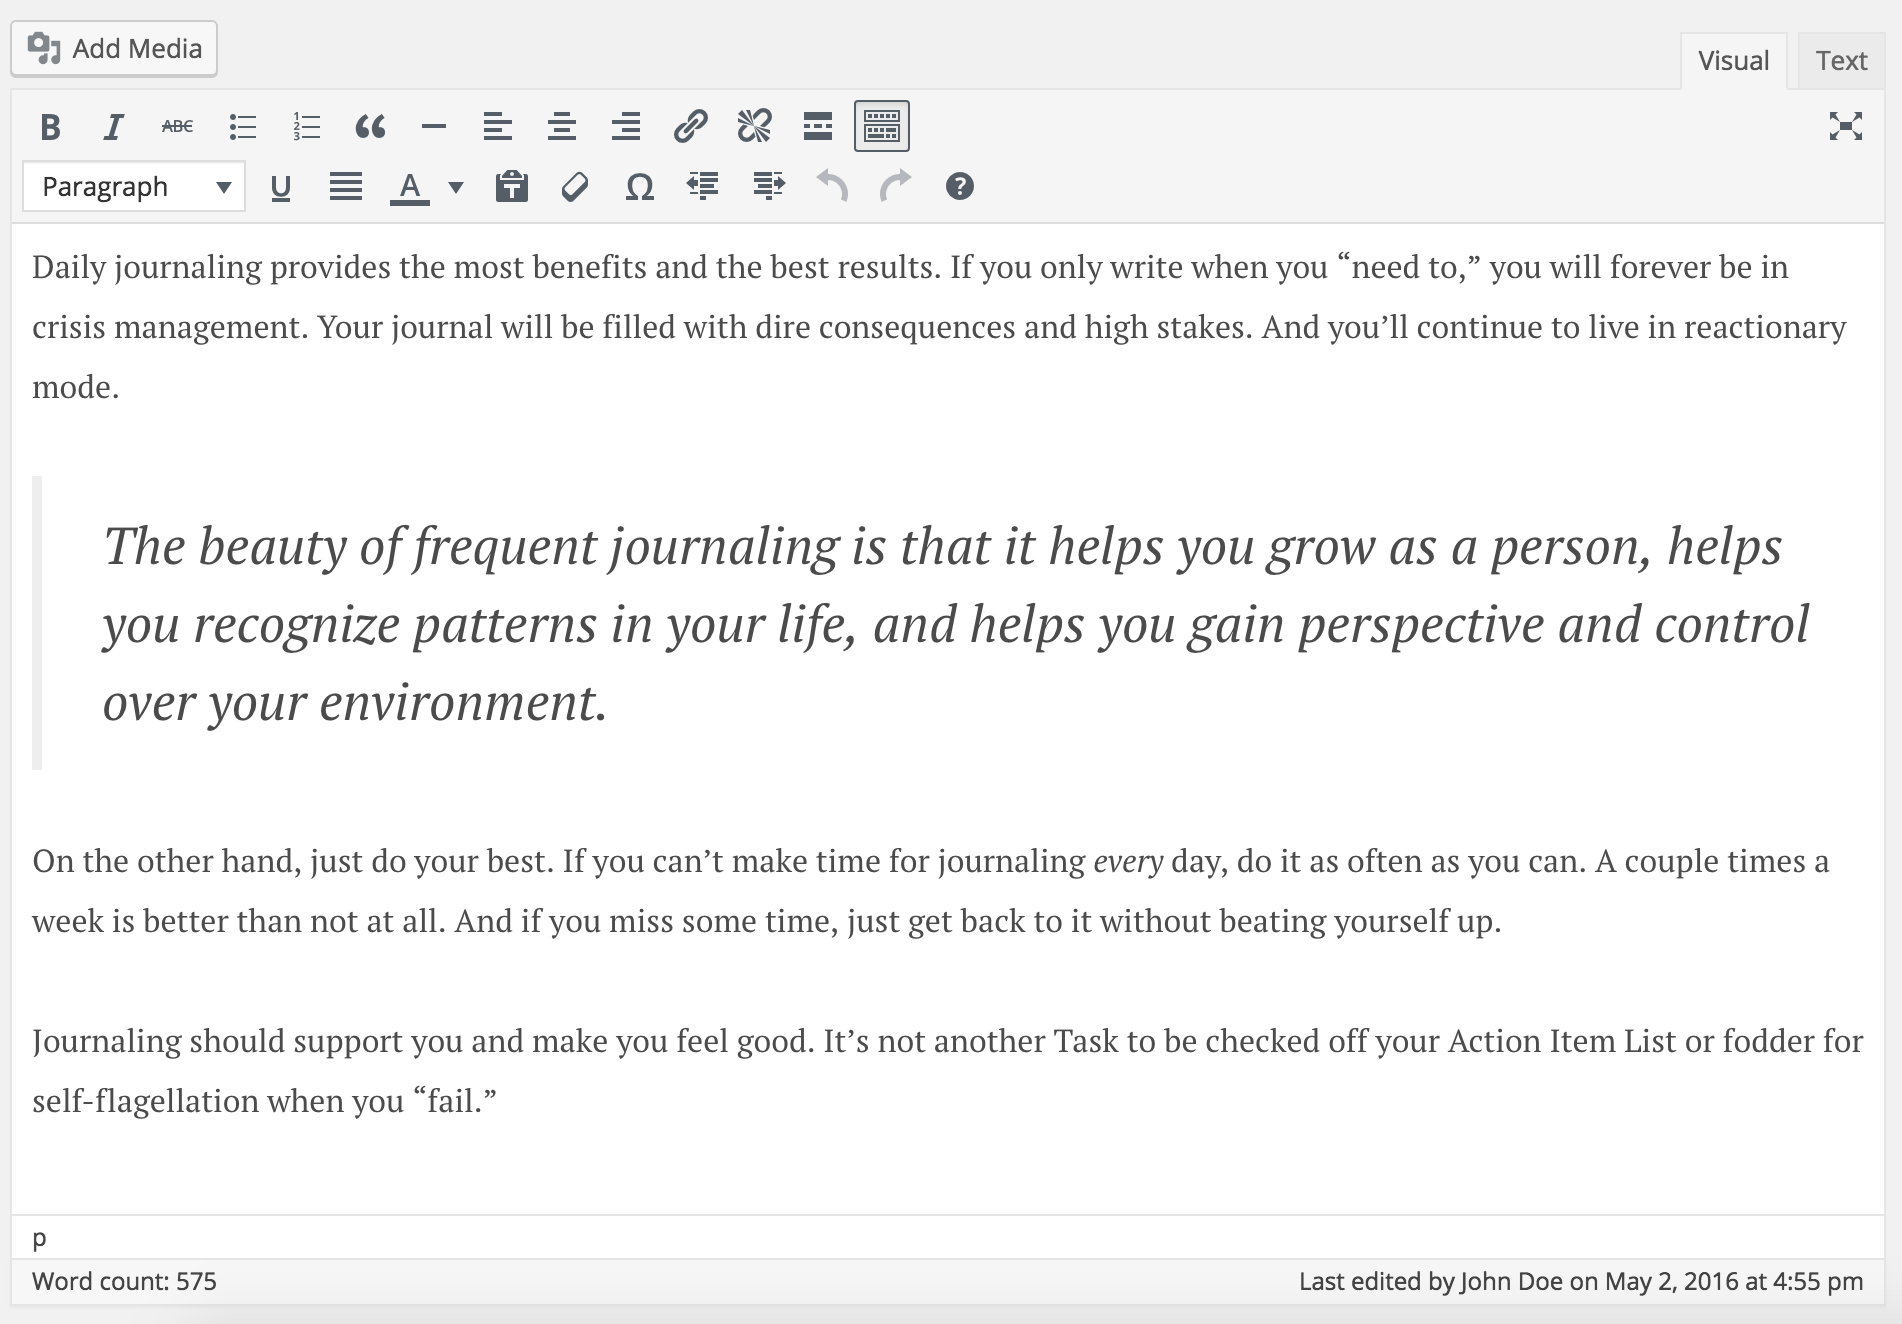 Add Media
Visual
Text
B I ABC
Paragraph
U A T Ω ?
Daily journaling provides the most benefits and the best results. If you only write when you “need to,” you will forever be in
crisis management. Your journal will be filled with dire consequences and high stakes. And you’ll continue to live in reactionary
mode.
The beauty of frequent journaling is that it helps you grow as a person, helps
you recognize patterns in your life, and helps you gain perspective and control
over your environment.
On the other hand, just do your best. If you can’t make time for journaling every day, do it as often as you can. A couple times a
week is better than not at all. And if you miss some time, just get back to it without beating yourself up.
Journaling should support you and make you feel good. It’s not another Task to be checked off your Action Item List or fodder for
self-flagellation when you “fail.”
p
Word count: 575
Last edited by John Doe on May 2, 2016 at 4:55 pm